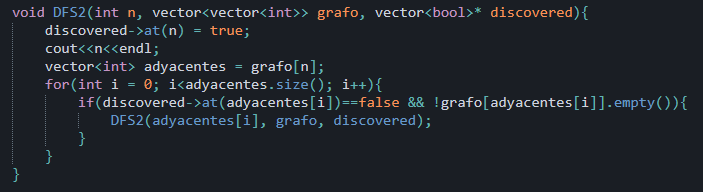 void DFS2(int n, vector<vector<int>> grafo, vector<bool>* discovered){
    discovered->at(n) = true;
    cout<<n<<endl;
    vector<int> adyacentes = grafo[n];
    for(int i = 0; i<adyacentes.size(); i++){
        if(discovered->at(adyacentes[i])==false && !grafo[adyacentes[i]].empty()){
            DFS2(adyacentes[i], grafo, discovered);
        }
    }
}